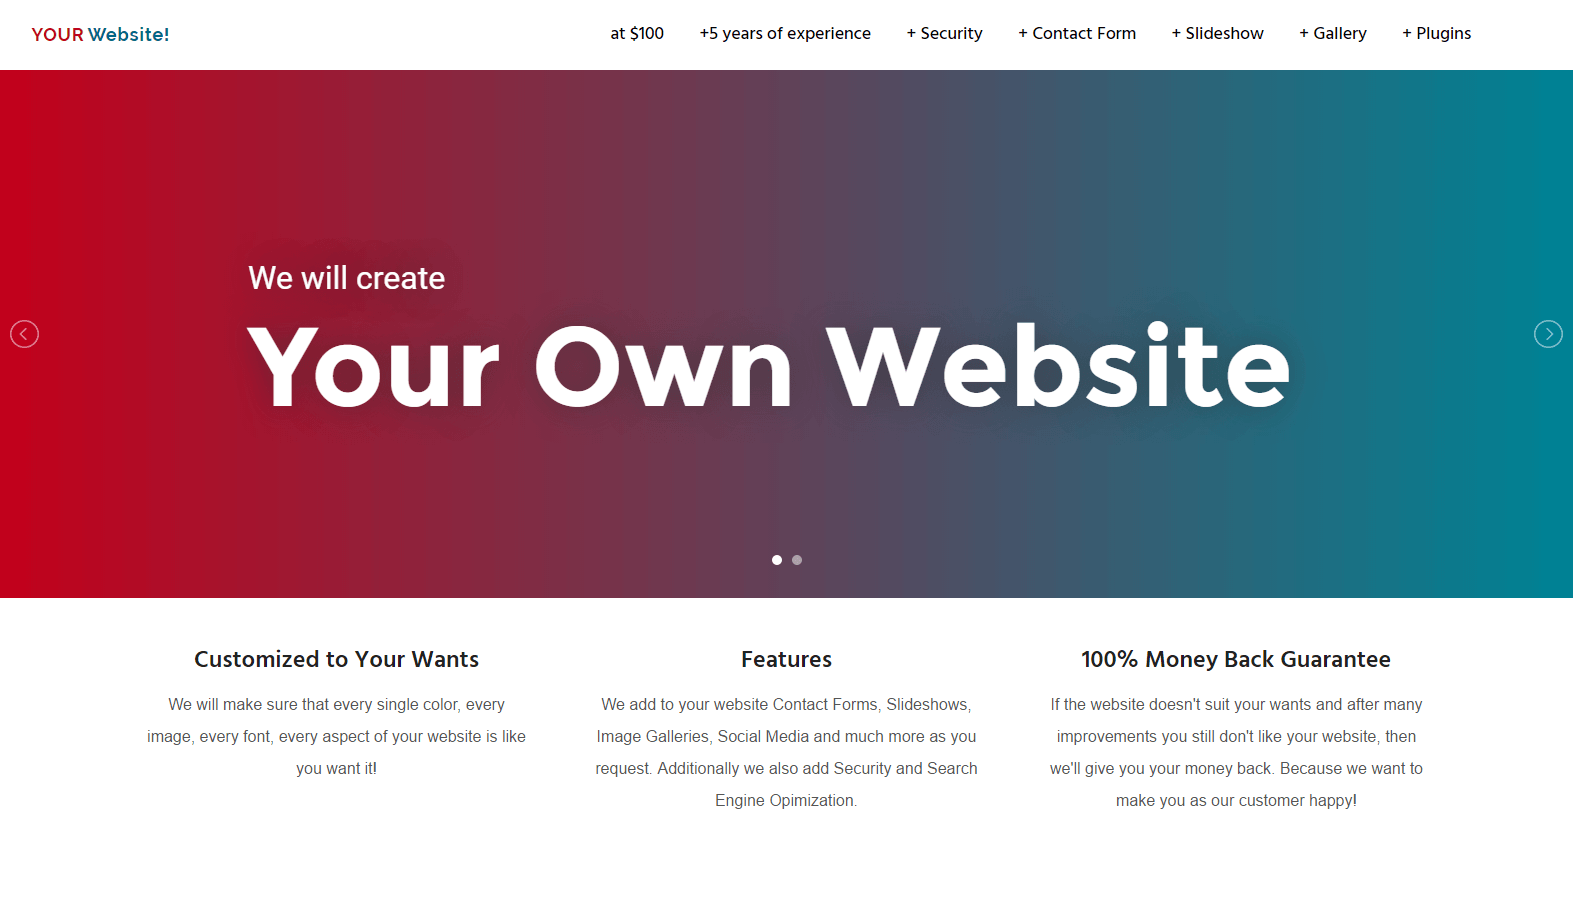 YOUR Website!
at $100 +5 years of experience + Security + Contact Form + Slideshow + Gallery + Plugins
We will create
Your Own Website
Customized to Your Wants
We will make sure that every single color, every
image, every font, every aspect of your website is like
you want it!
Features
We add to your website Contact Forms, Slideshows,
Image Galleries, Social Media and much more as you
request. Additionally we also add Security and Search
Engine Opimization.
100% Money Back Guarantee
If the website doesn't suit your wants and after many
improvements you still don't like your website, then
we'll give you your money back. Because we want to
make you as our customer happy!